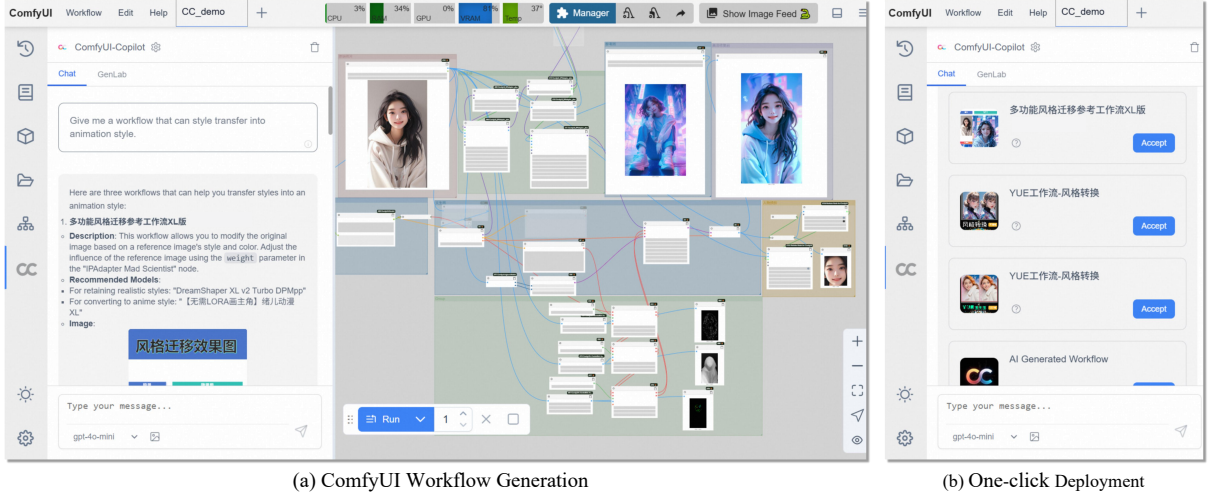 ComfyUI Workflow Edit Help CC_demo +
CPU 3% 34% GPU 0% VRAM 81% Temp 37° Manager Show Image Feed
ComfyUI-Copilot
Chat GenLab
Give me a workflow that can style transfer into
animation style.
Here are three workflows that can help you transfer styles into an
animation style:
1. 多功能风格迁移参考工作流XL版
Description: This workflow allows you to modify the original
image based on a reference image's style and color. Adjust the
influence of the reference image using the weight parameter in
the "IPAdapter Mad Scientist" node.
Recommended Models:
For retaining realistic styles: "DreamShaper XL v2 Turbo DPMpp"
For converting to anime style: "【无需LORA画主角】绪儿动漫
XL"
Image:
风格迁移效果图
Type your message...
gpt-4o-mini
Run 1
(a) ComfyUI Workflow Generation
ComfyUI Workflow Edit Help CC_demo +
ComfyUI-Copilot
Chat GenLab
多功能风格迁移参考工作流XL版
Accept
YUE工作流-风格转换
风格转换
Accept
YUE工作流-风格转换
Accept
AI Generated Workflow
Type your message...
gpt-4o-mini
(b) One-click Deployment